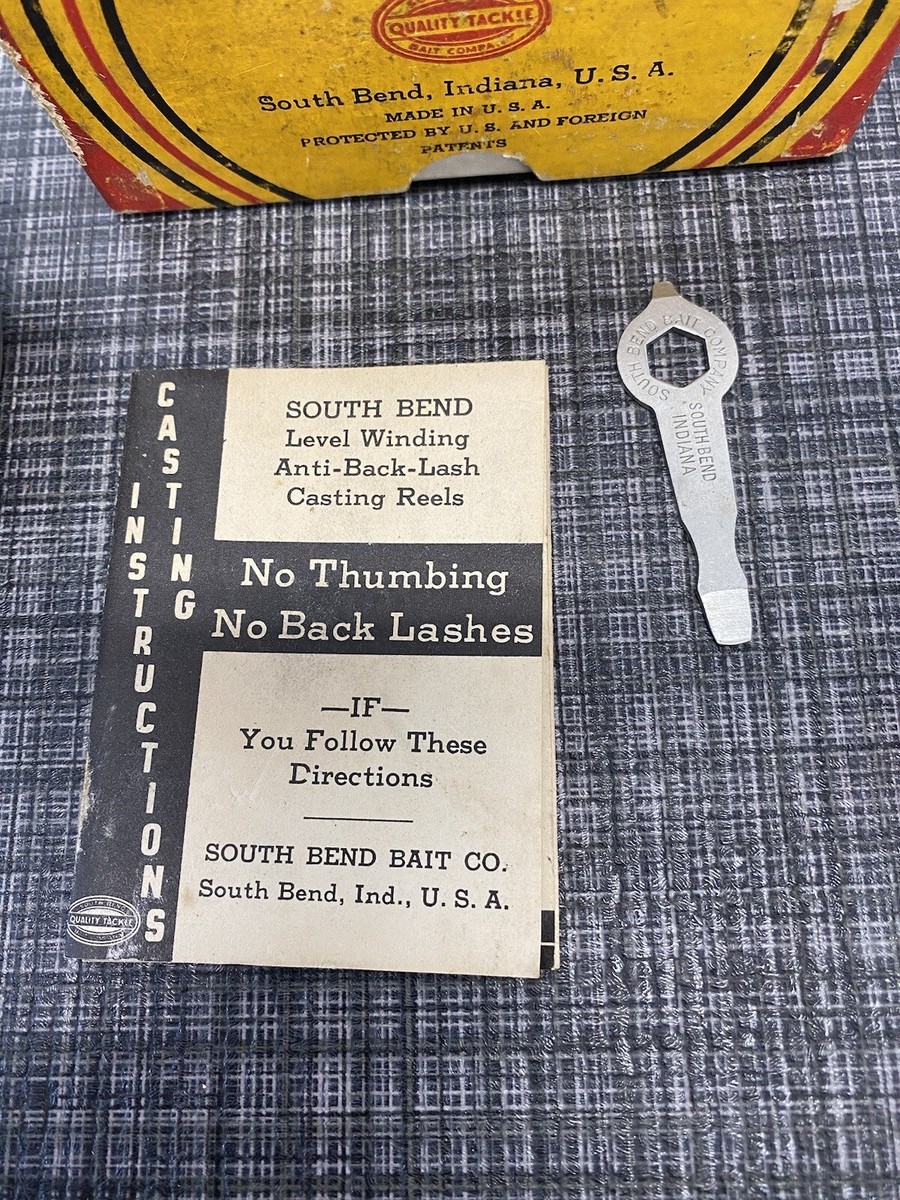 QUALITY TACKLE
BAIT COMPANY
South Bend, Indiana, U. S. A.
MADE IN U. S. A.
PROTECTED BY U. S. AND FOREIGN
PATENTS
SOUTH BEND BAIT COMPANY
SOUTH BEND
INDIANA
CASTING
INSTRUCTIONS
SOUTH BEND
Level Winding
Anti-Back-Lash
Casting Reels
No Thumbing
No Back Lashes
—IF—
You Follow These
Directions
SOUTH BEND BAIT CO.
South Bend, Ind., U. S. A.
SOUTH BEND
QUALITY TACKLE